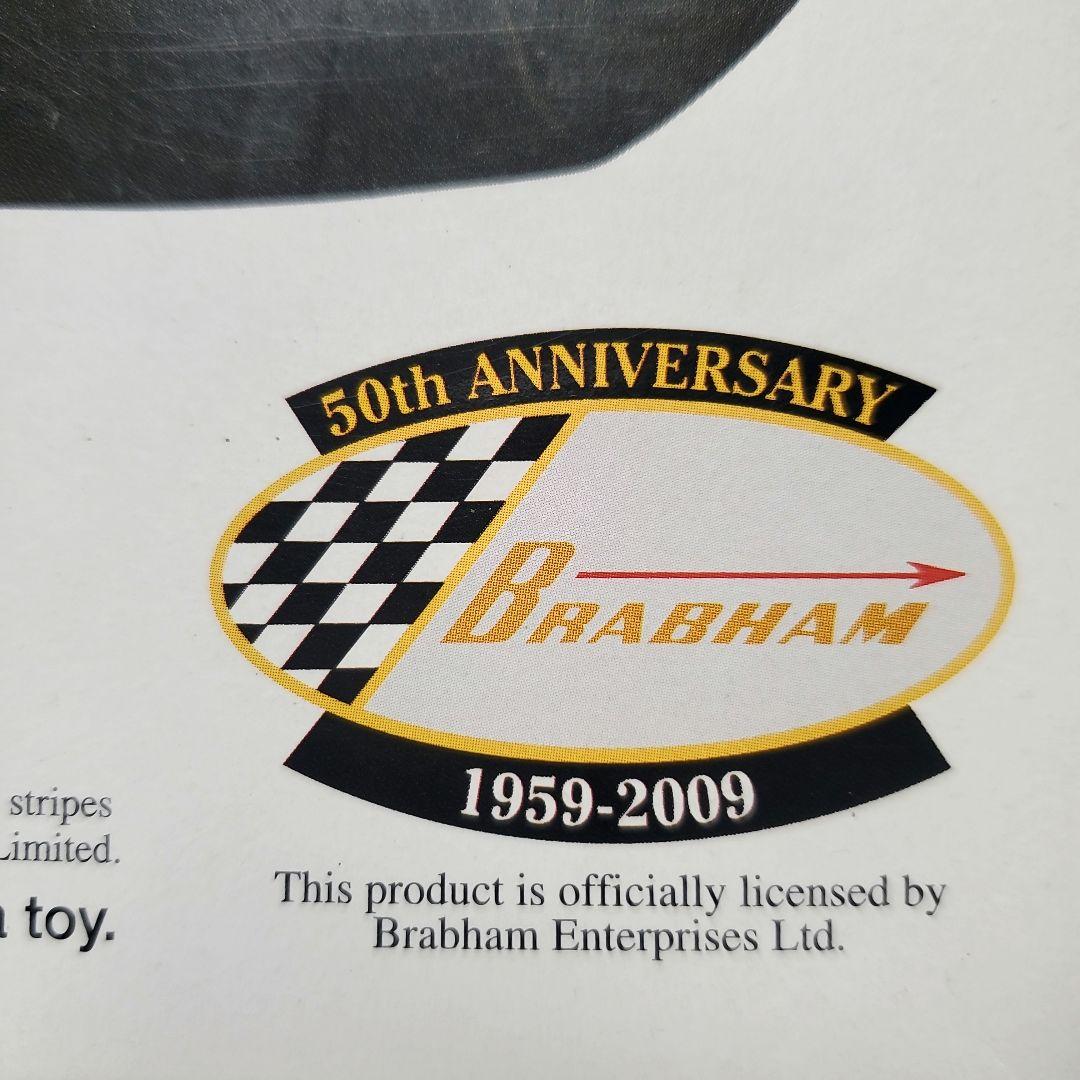 50th ANNIVERSARY
BRABHAM
1959-2009
stripes
Limited.
toy.
This product is officially licensed by
Brabham Enterprises Ltd.